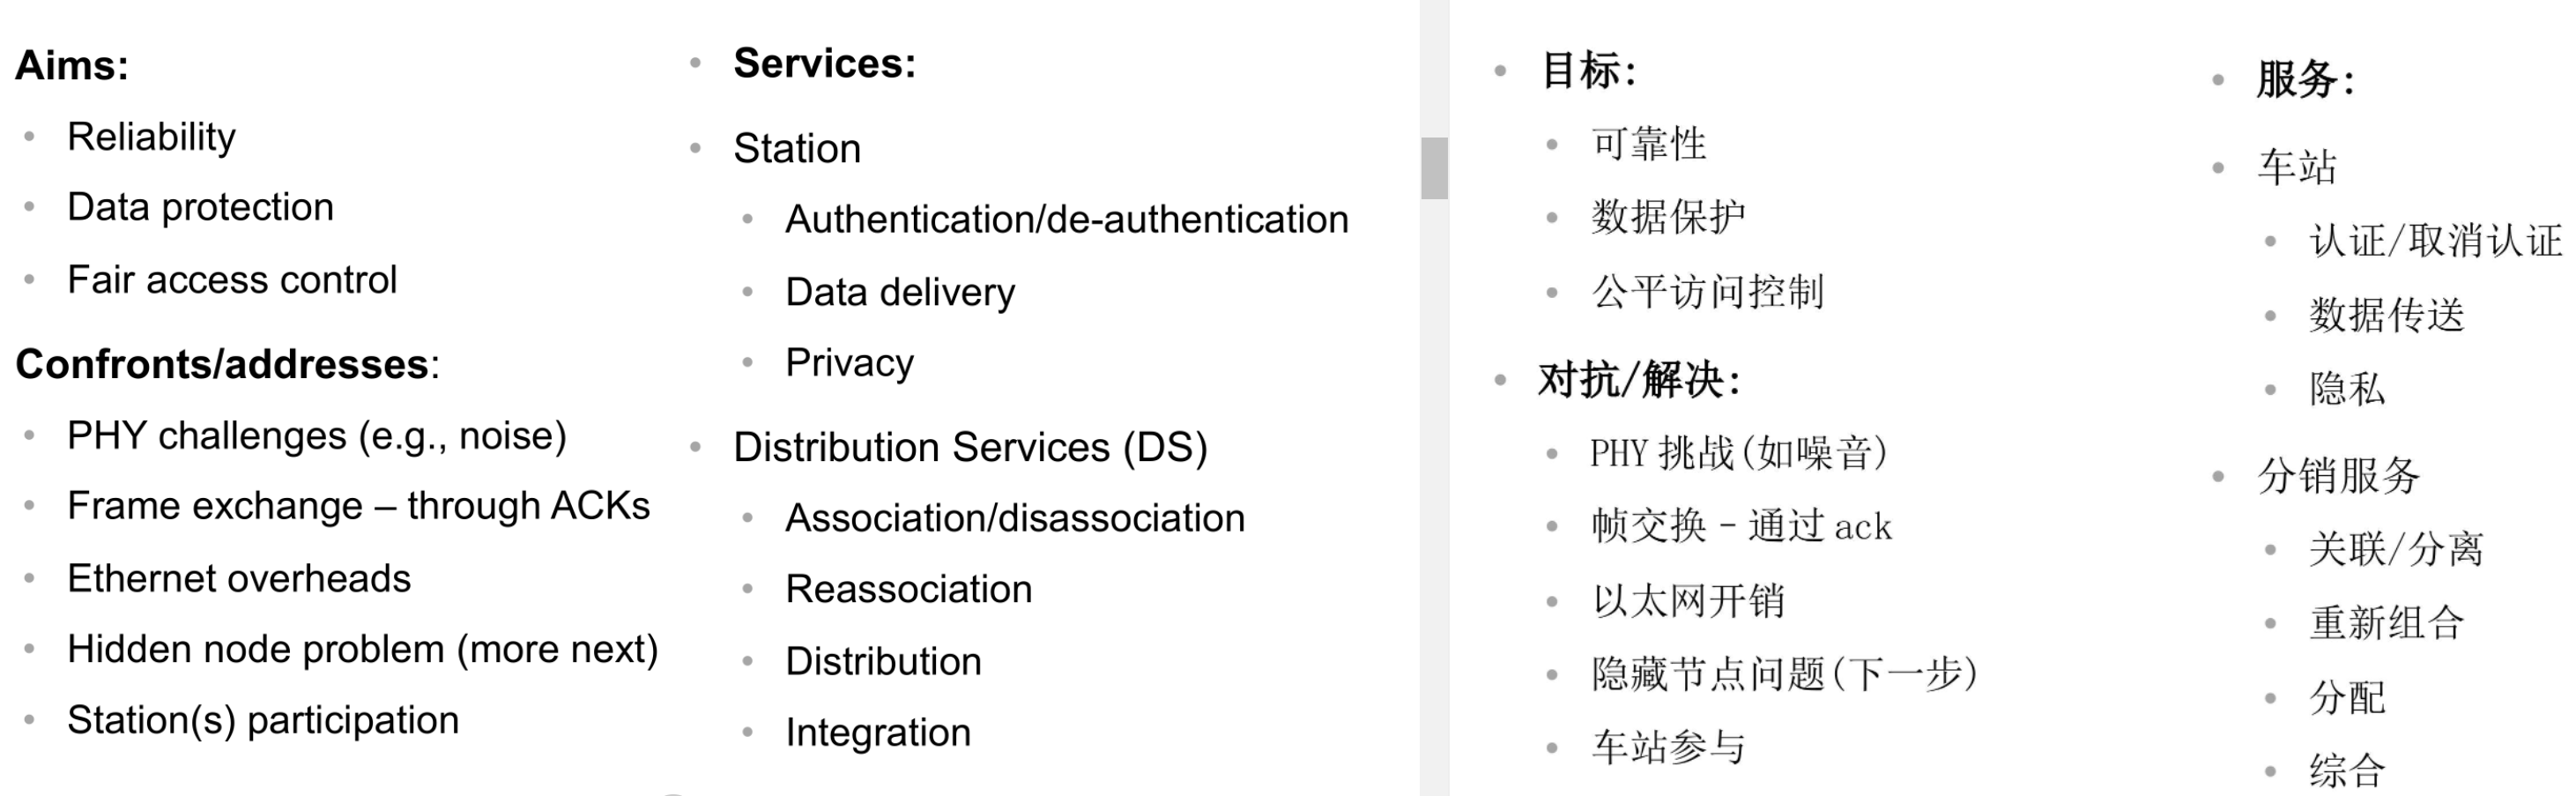 Aims:
Reliability
Data protection
Fair access control
Confronts/addresses:
PHY challenges (e.g., noise)
Frame exchange – through ACKs
Ethernet overheads
Hidden node problem (more next)
Station(s) participation
Services:
Station
Authentication/de-authentication
Data delivery
Privacy
Distribution Services (DS)
Association/disassociation
Reassociation
Distribution
Integration
目标:
可靠性
数据保护
公平访问控制
对抗/解决:
PHY 挑战(如噪音)
帧交换 - 通过 ack
以太网开销
隐藏节点问题(下一步)
车站参与
服务:
车站
认证/取消认证
数据传送
隐私
分销服务
关联/分离
重新组合
分配
综合